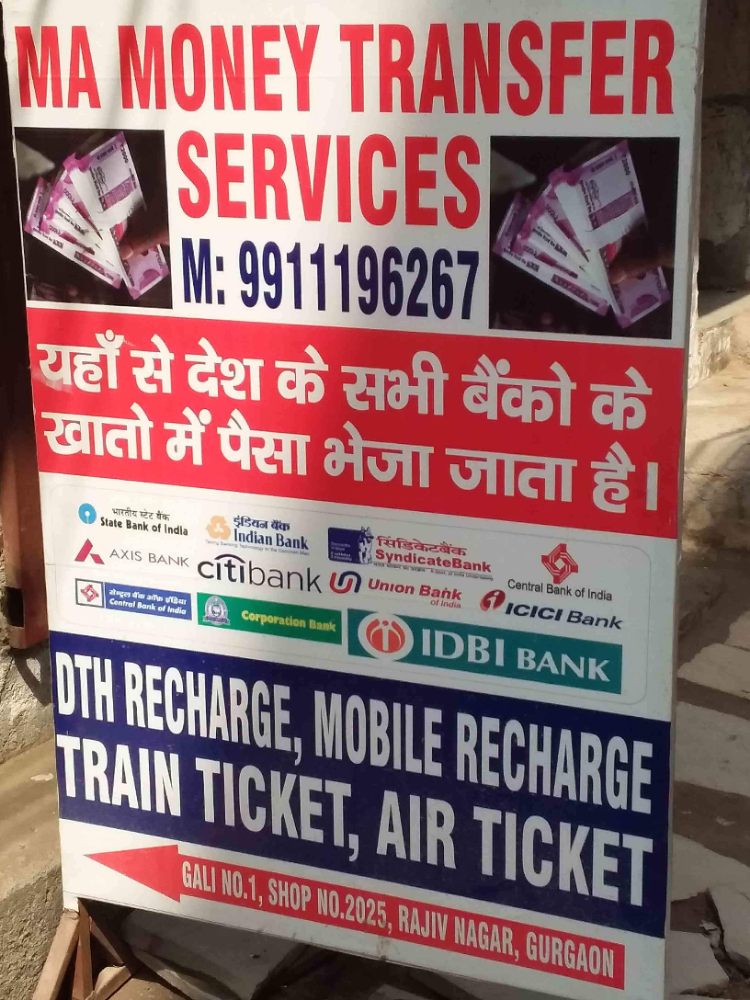 MA MONEY TRANSFER
SERVICES
M: 9911196267
यहाँ से देश के सभी बैंको के
खातो में पैसा भेजा जाता है।
भारतीय स्टेट बैंक
State Bank of India
इंडियन बैंक
Indian Bank
सिंडिकेटबैंक
SyndicateBank
Central Bank of India
AXIS BANK
citibank
Union Bank
of India
ICICI Bank
सेन्ट्रल बैंक ऑफ इंडिया
Central Bank of India
Corporation Bank
IDBI BANK
DTH RECHARGE, MOBILE RECHARGE
TRAIN TICKET, AIR TICKET
GALI NO.1, SHOP NO.2025, RAJIV NAGAR, GURGAON